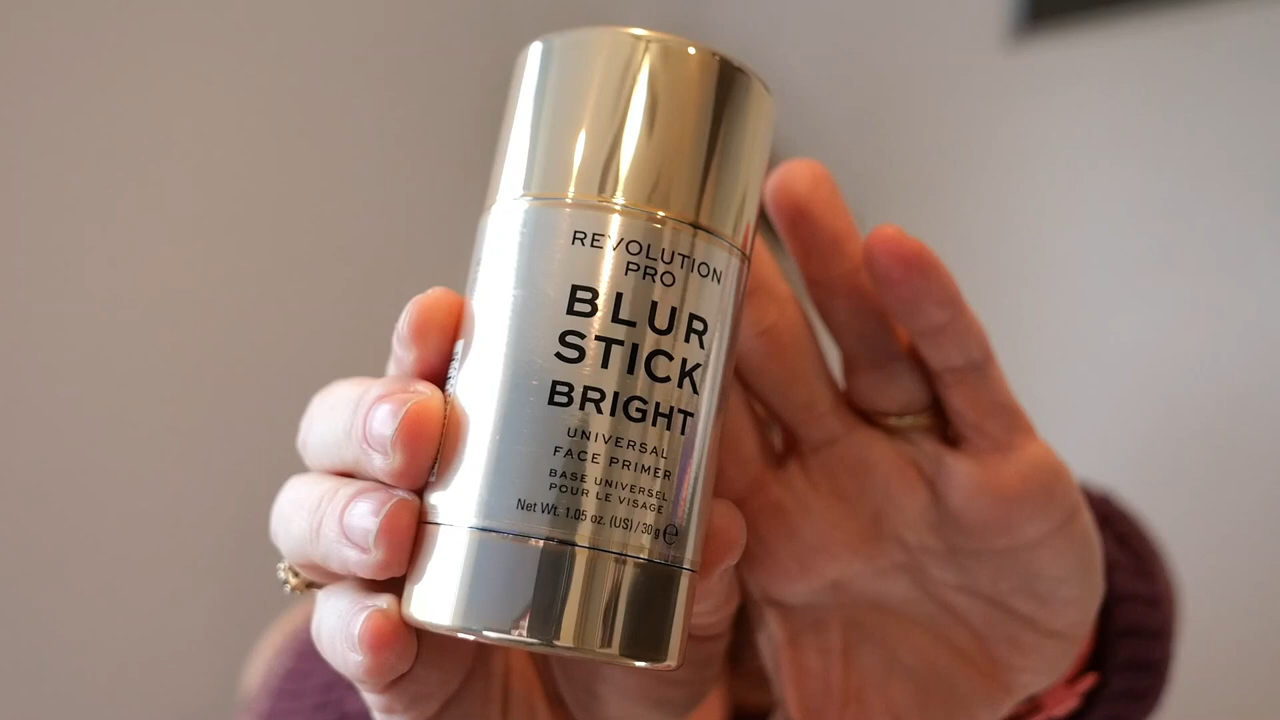 REVOLUTION
PRO
BLUR
STICK
BRIGHT
UNIVERSAL
FACE PRIMER
BASE UNIVERSEL
POUR LE VISAGE
Net Wt. 1.05 oz. (US) / 30 g ℮